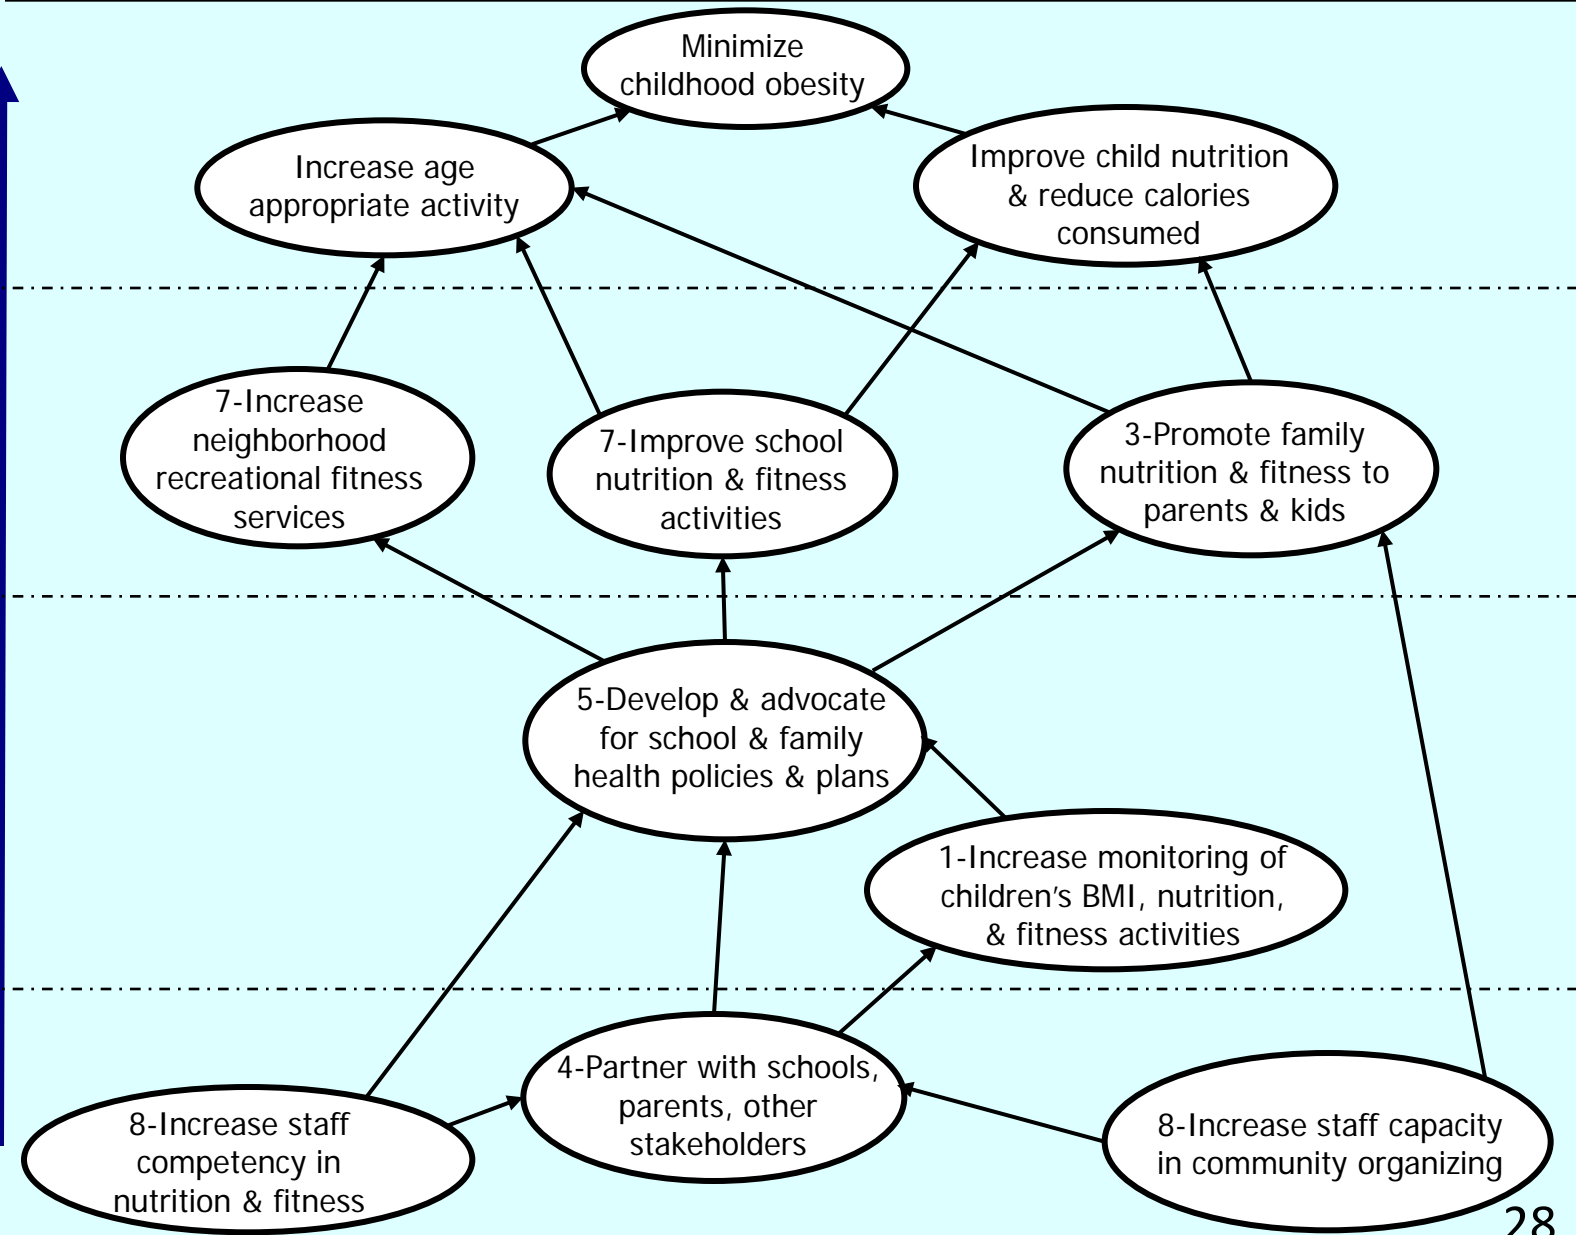 Minimize
childhood obesity
Increase age
appropriate activity
Improve child nutrition
& reduce calories
consumed
7-Increase
neighborhood
recreational fitness
services
7-Improve school
nutrition & fitness
activities
3-Promote family
nutrition & fitness to
parents & kids
5-Develop & advocate
for school & family
health policies & plans
1-Increase monitoring of
children's BMI, nutrition,
& fitness activities
4-Partner with schools,
parents, other
stakeholders
8-Increase staff
competency in
nutrition & fitness
8-Increase staff capacity
in community organizing
28